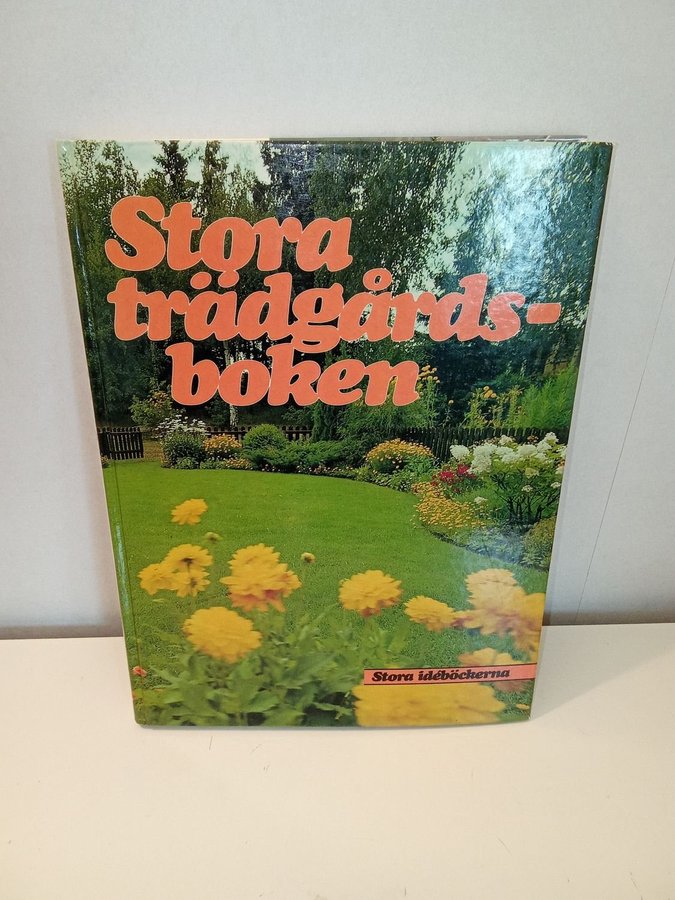 Stora
trädgårds-
boken
Stora idéböckerna